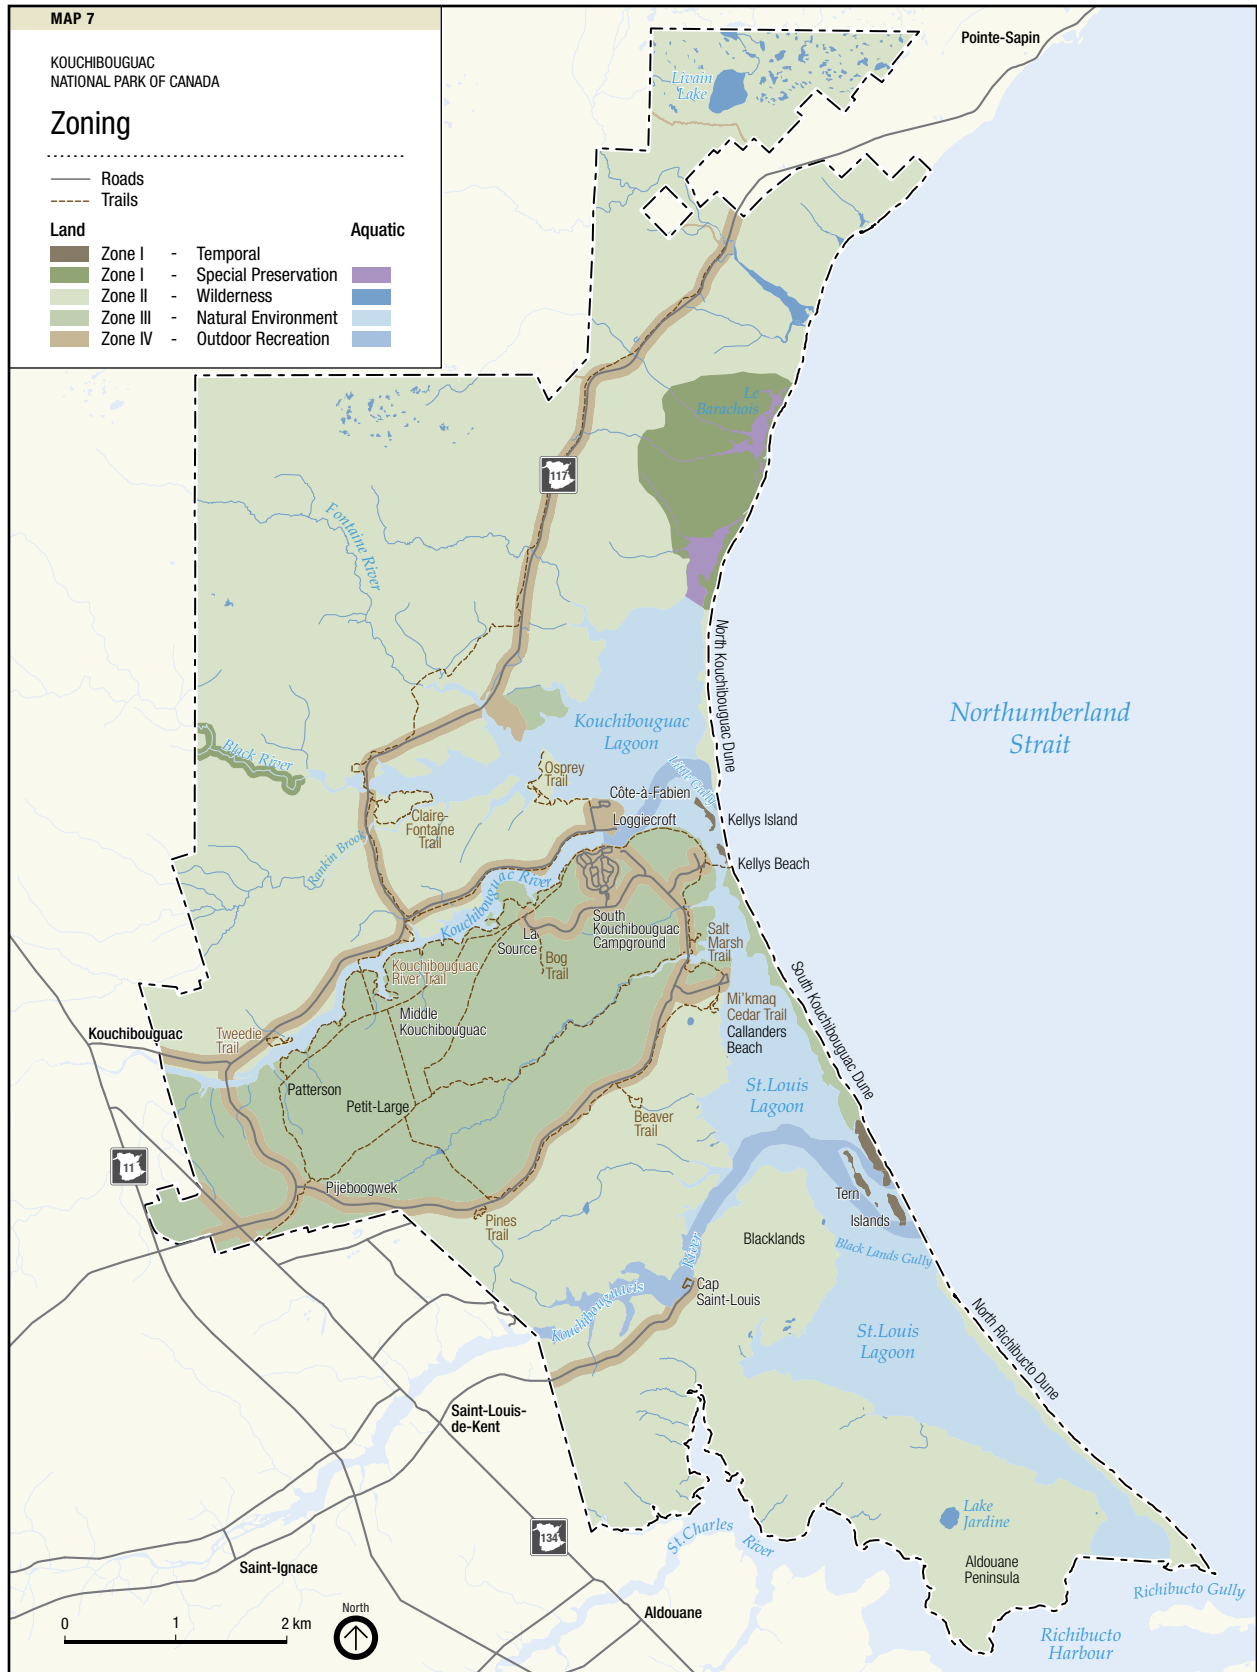 MAP 7
KOUCHIBOUGUAC
NATIONAL PARK OF CANADA
Zoning
Roads
Trails
Land Aquatic
Zone I - Temporal
Zone I - Special Preservation
Zone II - Wilderness
Zone III - Natural Environment
Zone IV - Outdoor Recreation
Pointe-Sapin
Livain
Lake
Le
Barachois
117
Fontaine River
North Kouchibouguac Dune
Northumberland
Strait
Kouchibouguac
Lagoon
Black River
Little Gully
Osprey
Trail
Côte-à-Fabien
Loggiecroft
Kellys Island
Claire-
Fontaine
Trail
Rankin Brook
Kellys Beach
Kouchibouguac River
South
Kouchibouguac
Campground
La
Source
Bog
Trail
Salt
Marsh
Trail
Kouchibouguac
River Trail
South Kouchibouguac Dune
Mi'kmaq
Cedar Trail
Callanders
Beach
Middle
Kouchibouguac
Kouchibouguac
Tweedie
Trail
Patterson
Petit-Large
St.Louis
Lagoon
Beaver
Trail
11
Pijeboogwek
Tern
Islands
Pines
Trail
Blacklands
Black Lands Gully
Kouchibouguacis River
Cap
Saint-Louis
North Richibucto Dune
St.Louis
Lagoon
Saint-Louis-
de-Kent
Lake
Jardine
134
St.Charles River
Saint-Ignace
Aldouane
Peninsula
Richibucto Gully
Aldouane
Richibucto
Harbour
0 1 2 km
North